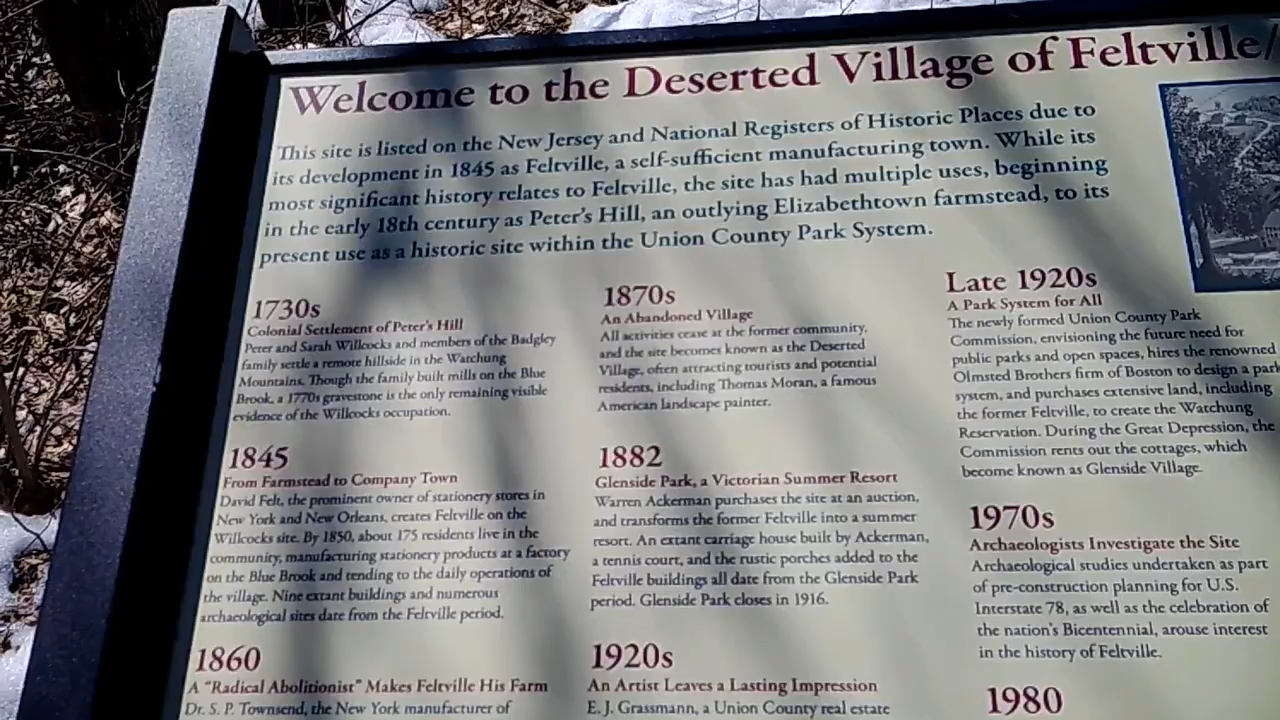 Welcome to the Deserted Village of Feltville/
This site is listed on the New Jersey and National Registers of Historic Places due to
its development in 1845 as Feltville, a self-sufficient manufacturing town. While its
most significant history relates to Feltville, the site has had multiple uses, beginning
in the early 18th century as Peter's Hill, an outlying Elizabethtown farmstead, to its
present use as a historic site within the Union County Park System.
1730s
Colonial Settlement of Peter's Hill
Peter and Sarah Willcocks and members of the Badgley
family settle a remote hillside in the Watchung
Mountains. Though the family built mills on the Blue
Brook, a 1770s gravestone is the only remaining visible
evidence of the Willcocks occupation.
1845
From Farmstead to Company Town
David Felt, the prominent owner of stationery stores in
New York and New Orleans, creates Feltville on the
Willcocks site. By 1850, about 175 residents live in the
community, manufacturing stationery products at a factory
on the Blue Brook and tending to the daily operations of
the village. Nine extant buildings and numerous
archaeological sites date from the Feltville period.
1860
A "Radical Abolitionist" Makes Feltville His Farm
Dr. S. P. Townsend, the New York manufacturer of
1870s
An Abandoned Village
All activities cease at the former community,
and the site becomes known as the Deserted
Village, often attracting tourists and potential
residents, including Thomas Moran, a famous
American landscape painter.
1882
Glenside Park, a Victorian Summer Resort
Warren Ackerman purchases the site at an auction,
and transforms the former Feltville into a summer
resort. An extant carriage house built by Ackerman,
a tennis court, and the rustic porches added to the
Feltville buildings all date from the Glenside Park
period. Glenside Park closes in 1916.
1920s
An Artist Leaves a Lasting Impression
E. J. Grassmann, a Union County real estate
Late 1920s
A Park System for All
The newly formed Union County Park
Commission, envisioning the future need for
public parks and open spaces, hires the renowned
Olmsted Brothers firm of Boston to design a park
system, and purchases extensive land, including
the former Feltville, to create the Watchung
Reservation. During the Great Depression, the
Commission rents out the cottages, which
become known as Glenside Village.
1970s
Archaeologists Investigate the Site
Archaeological studies undertaken as part
of pre-construction planning for U.S.
Interstate 78, as well as the celebration of
the nation's Bicentennial, arouse interest
in the history of Feltville.
1980